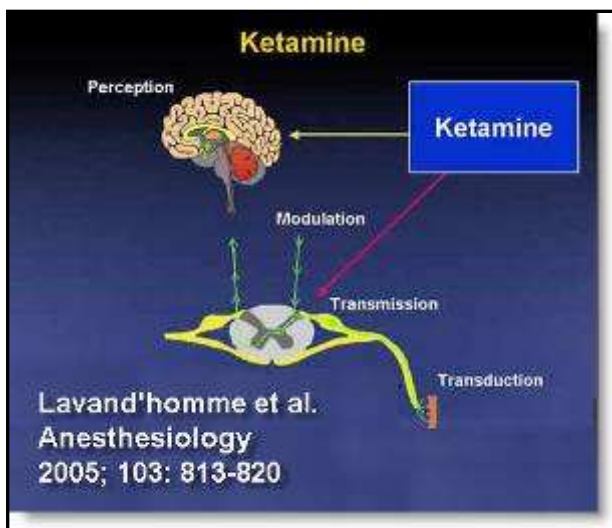 Ketamine
Perception
Ketamine
Modulation
Transmission
Transduction
Lavand'homme et al.
Anesthesiology
2005; 103: 813-820